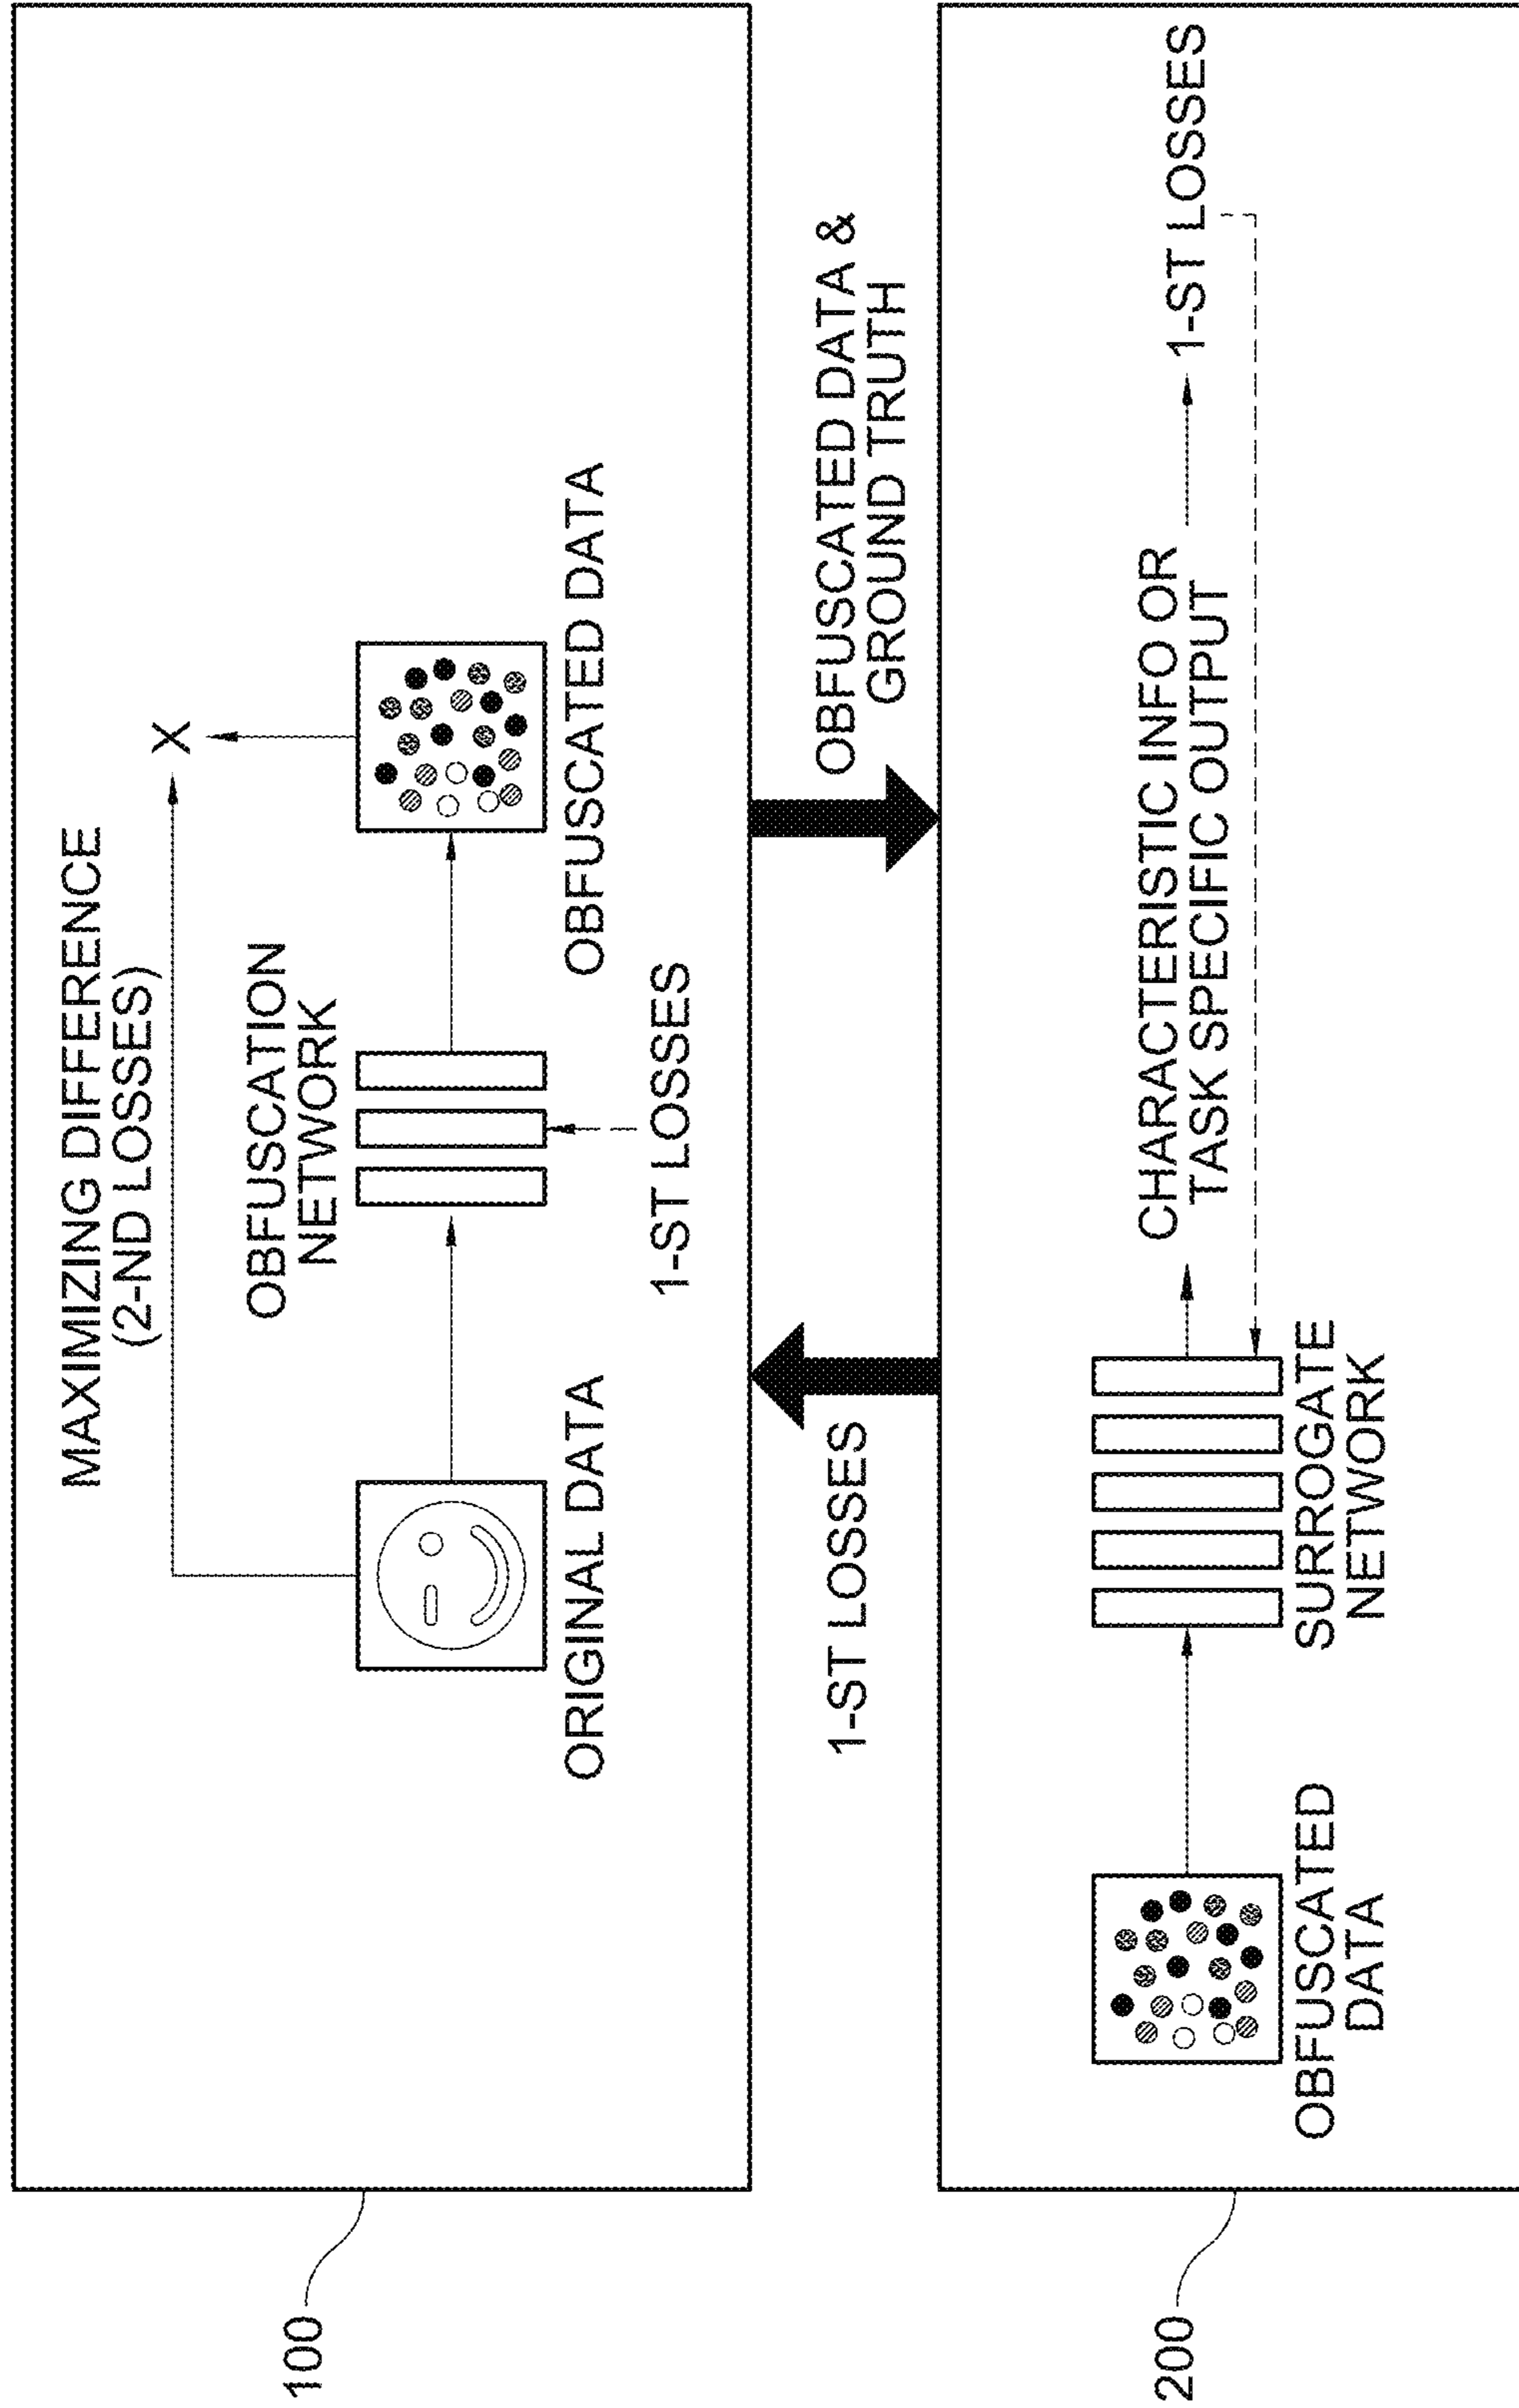 100
MAXIMIZING DIFFERENCE
(2-ND LOSSES)
X
OBFUSCATION
NETWORK
ORIGINAL DATA
1-ST LOSSES
OBFUSCATED DATA
1-ST LOSSES
OBFUSCATED DATA &
GROUND TRUTH
200
OBFUSCATED
DATA
SURROGATE
NETWORK
CHARACTERISTIC INFO OR
TASK SPECIFIC OUTPUT
1-ST LOSSES